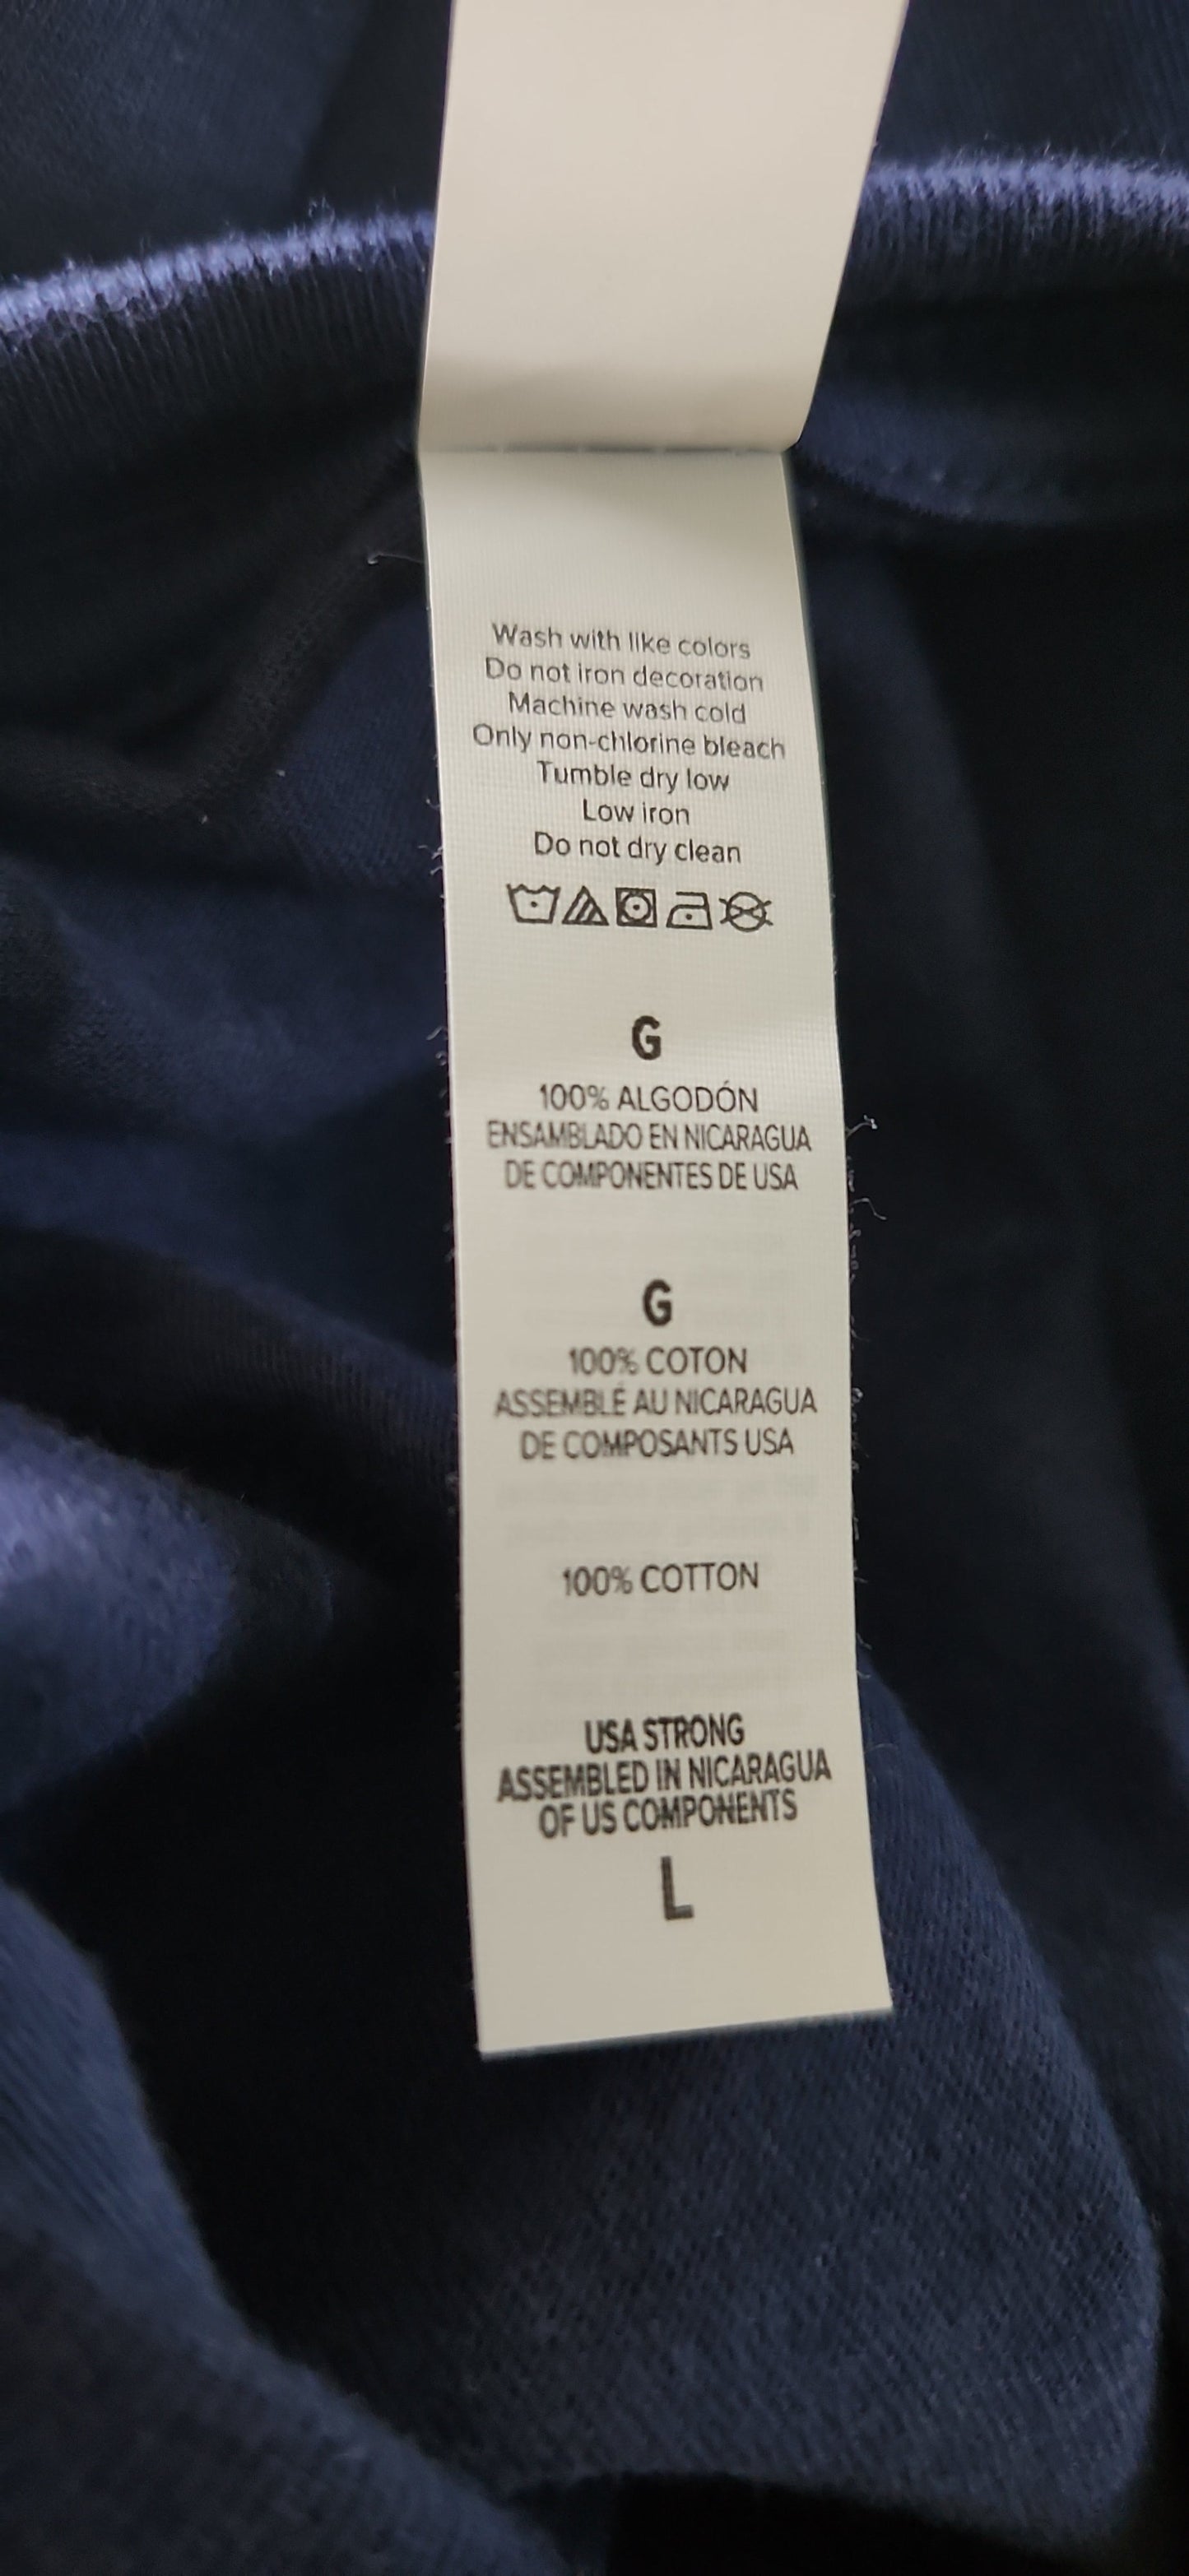 Wash with like colors
Do not iron decoration
Machine wash cold
Only non-chlorine bleach
Tumble dry low
Low iron
Do not dry clean
G
100% ALGODÓN
ENSAMBLADO EN NICARAGUA
DE COMPONENTES DE USA
G
100% COTON
ASSEMBLÉ AU NICARAGUA
DE COMPOSANTS USA
100% COTTON
USA STRONG
ASSEMBLED IN NICARAGUA
OF US COMPONENTS
L